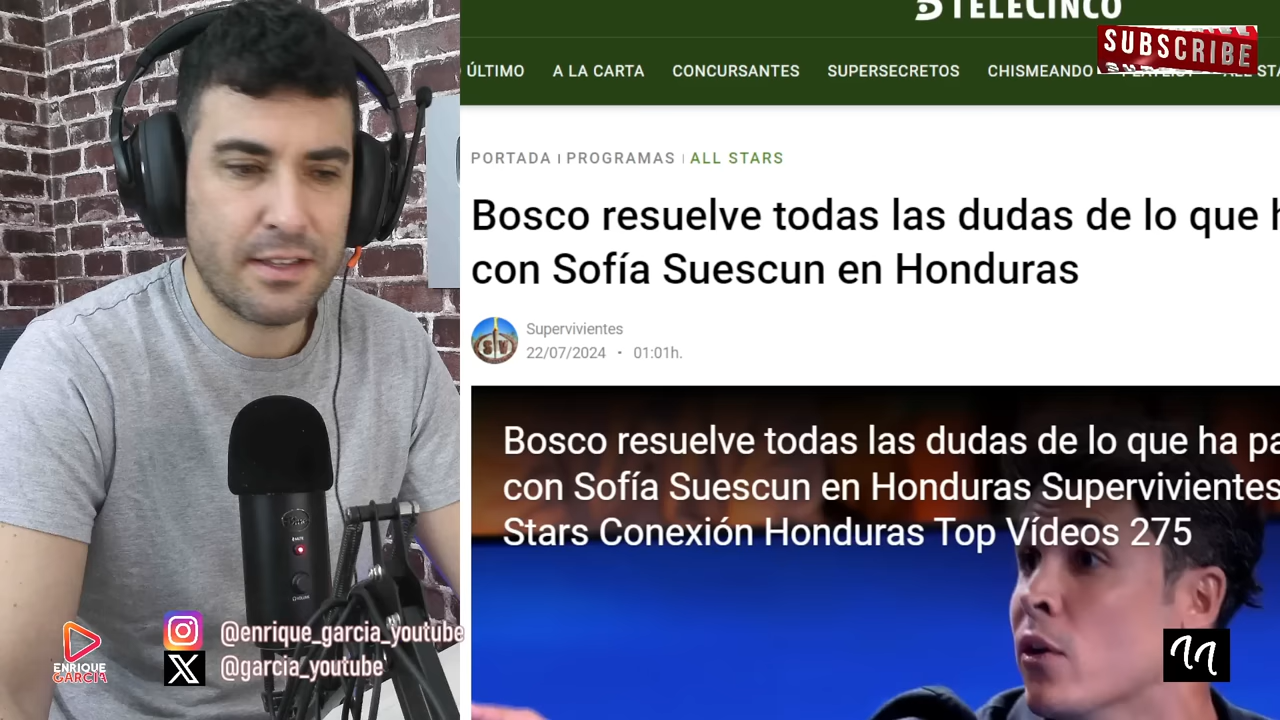 TELECINCO
SUBSCRIBE
ÚLTIMO A LA CARTA CONCURSANTES SUPERSECRETOS CHISMEANDO
PORTADA PROGRAMAS ALL STARS
Bosco resuelve todas las dudas de lo que h
con Sofía Suescun en Honduras
Supervivientes
22/07/2024 • 01:01h.
SV
Bosco resuelve todas las dudas de lo que ha pa
con Sofía Suescun en Honduras Supervivientes
Stars Conexión Honduras Top Vídeos 275
@enrique_garcia_youtube
@garcia_youtube
ENRIQUE
GARCIA